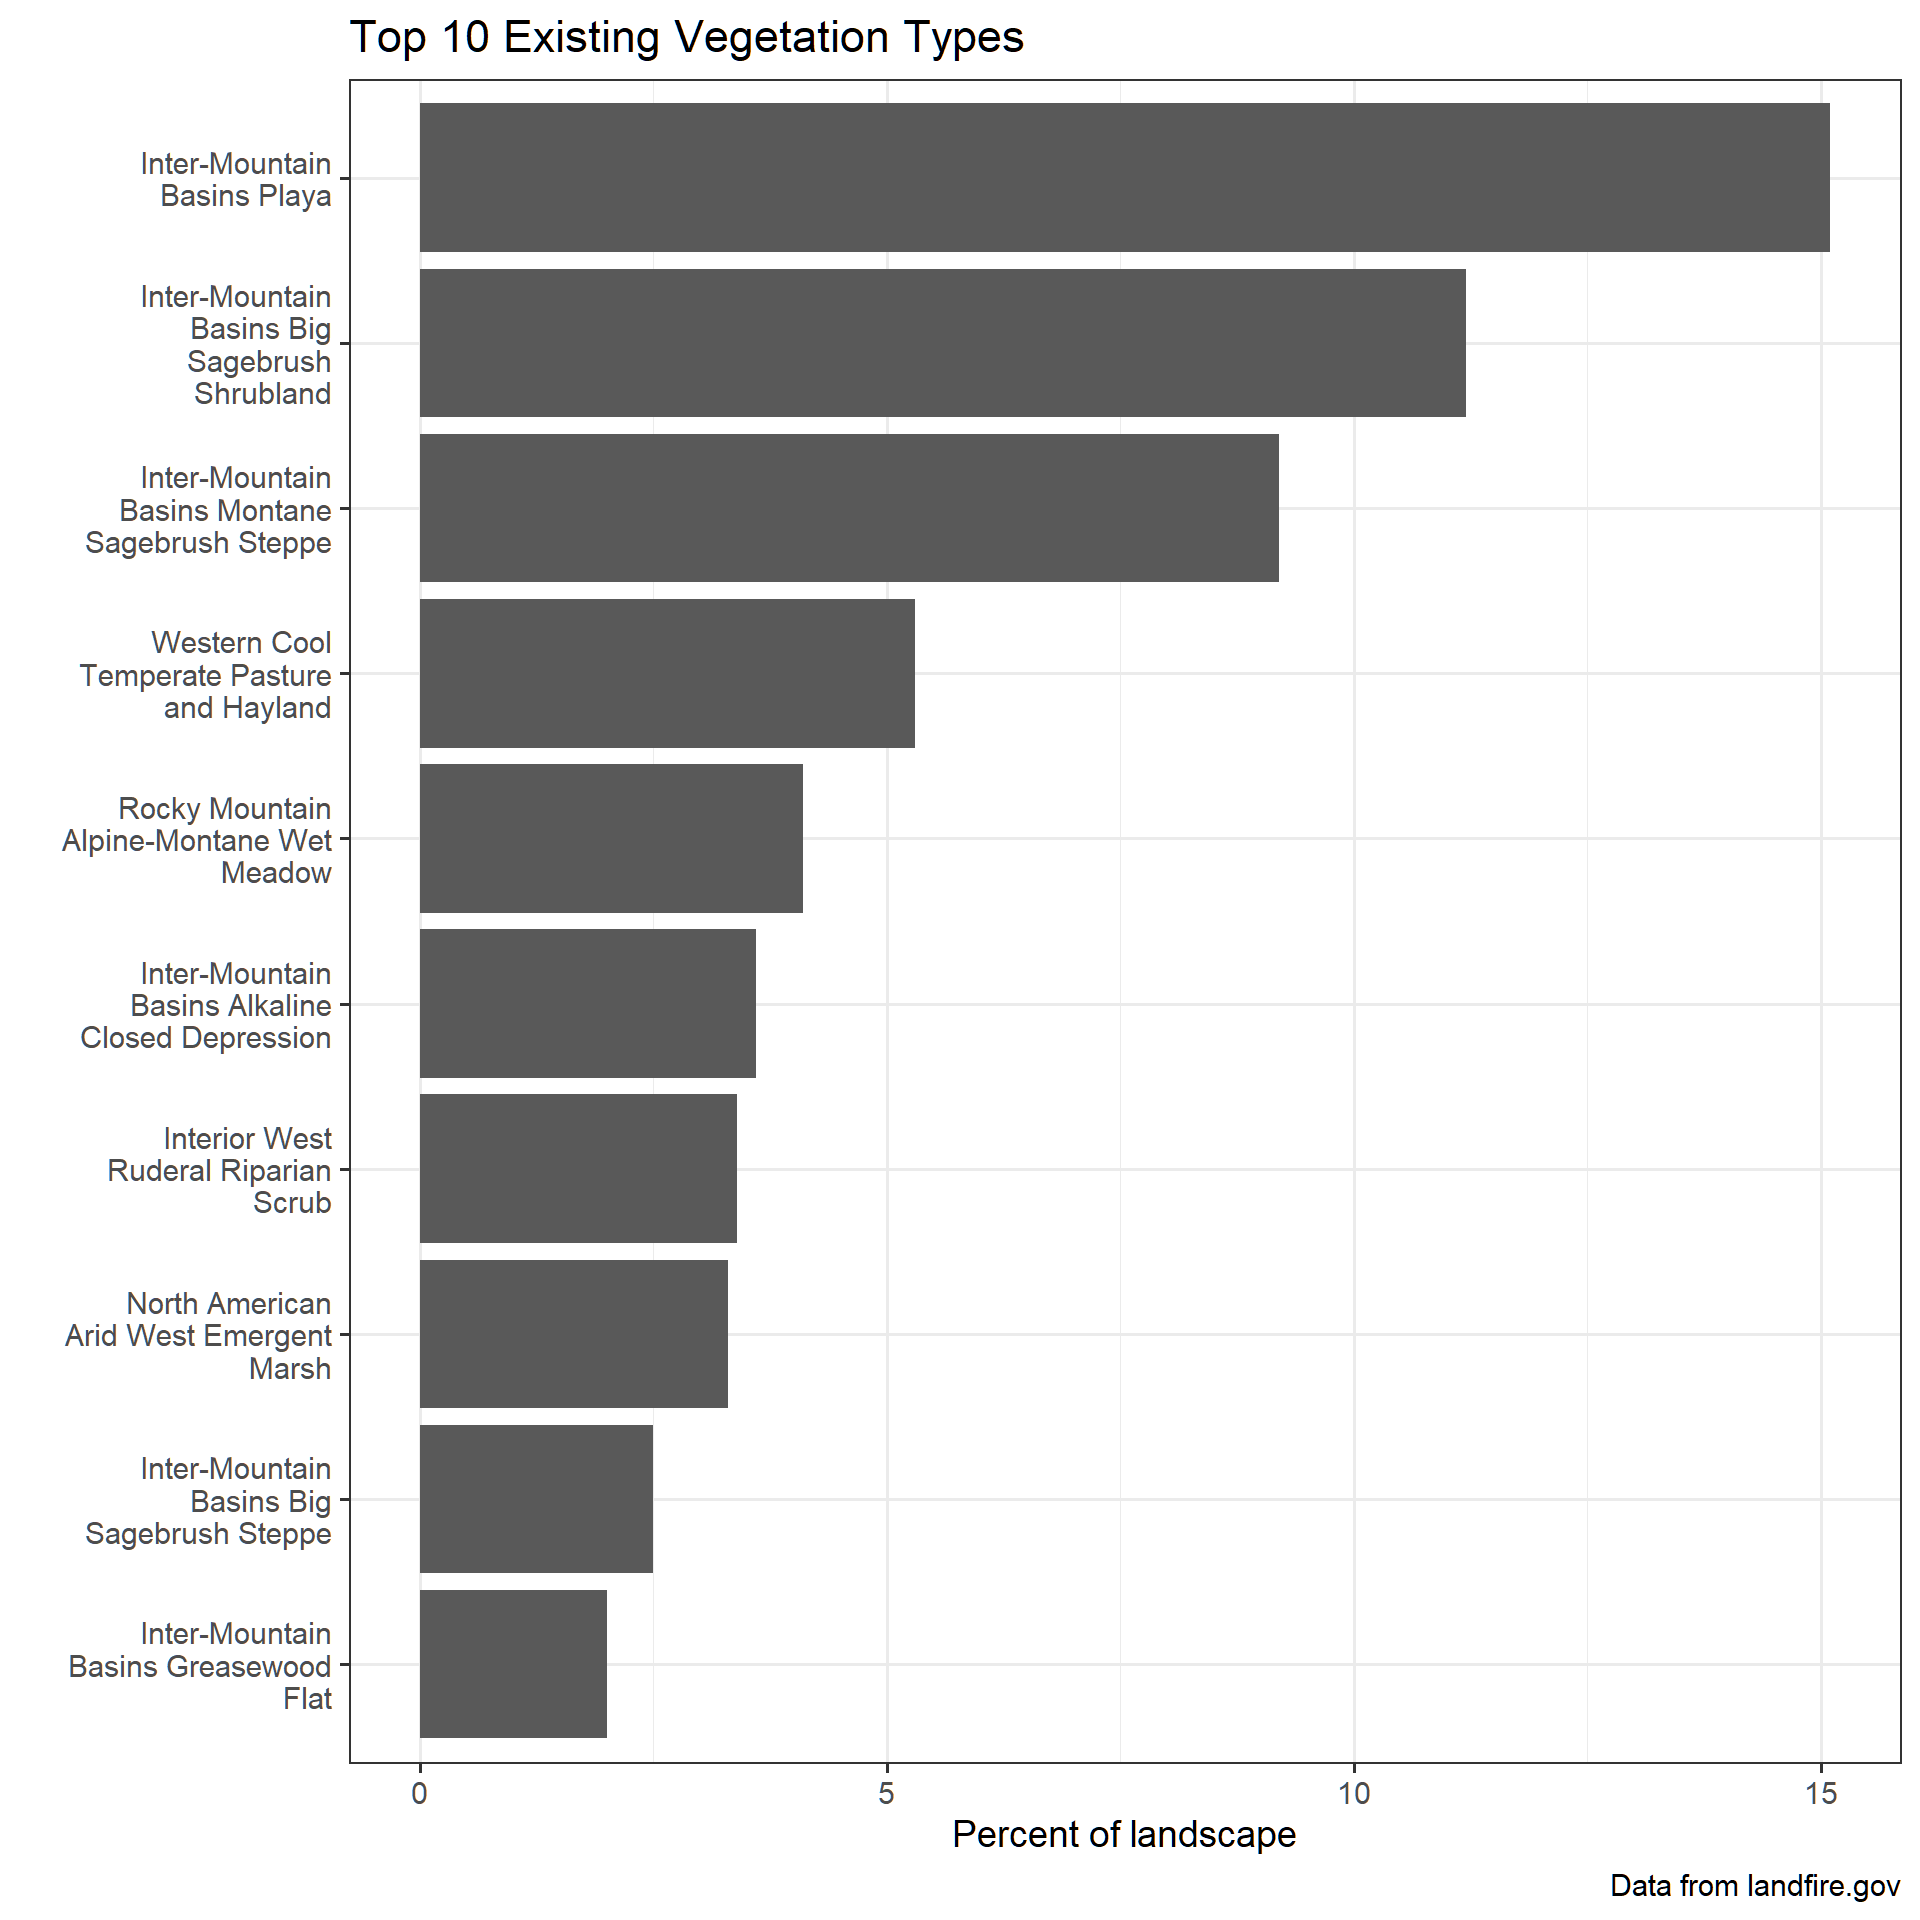 Top 10 Existing Vegetation Types
Inter-Mountain
Basins Playa
Inter-Mountain
Basins Big
Sagebrush
Shrubland
Inter-Mountain
Basins Montane
Sagebrush Steppe
Western Cool
Temperate Pasture
and Hayland
Rocky Mountain
Alpine-Montane Wet
Meadow
Inter-Mountain
Basins Alkaline
Closed Depression
Interior West
Ruderal Riparian
Scrub
North American
Arid West Emergent
Marsh
Inter-Mountain
Basins Big
Sagebrush Steppe
Inter-Mountain
Basins Greasewood
Flat
0 5 10 15
Percent of landscape
Data from landfire.gov